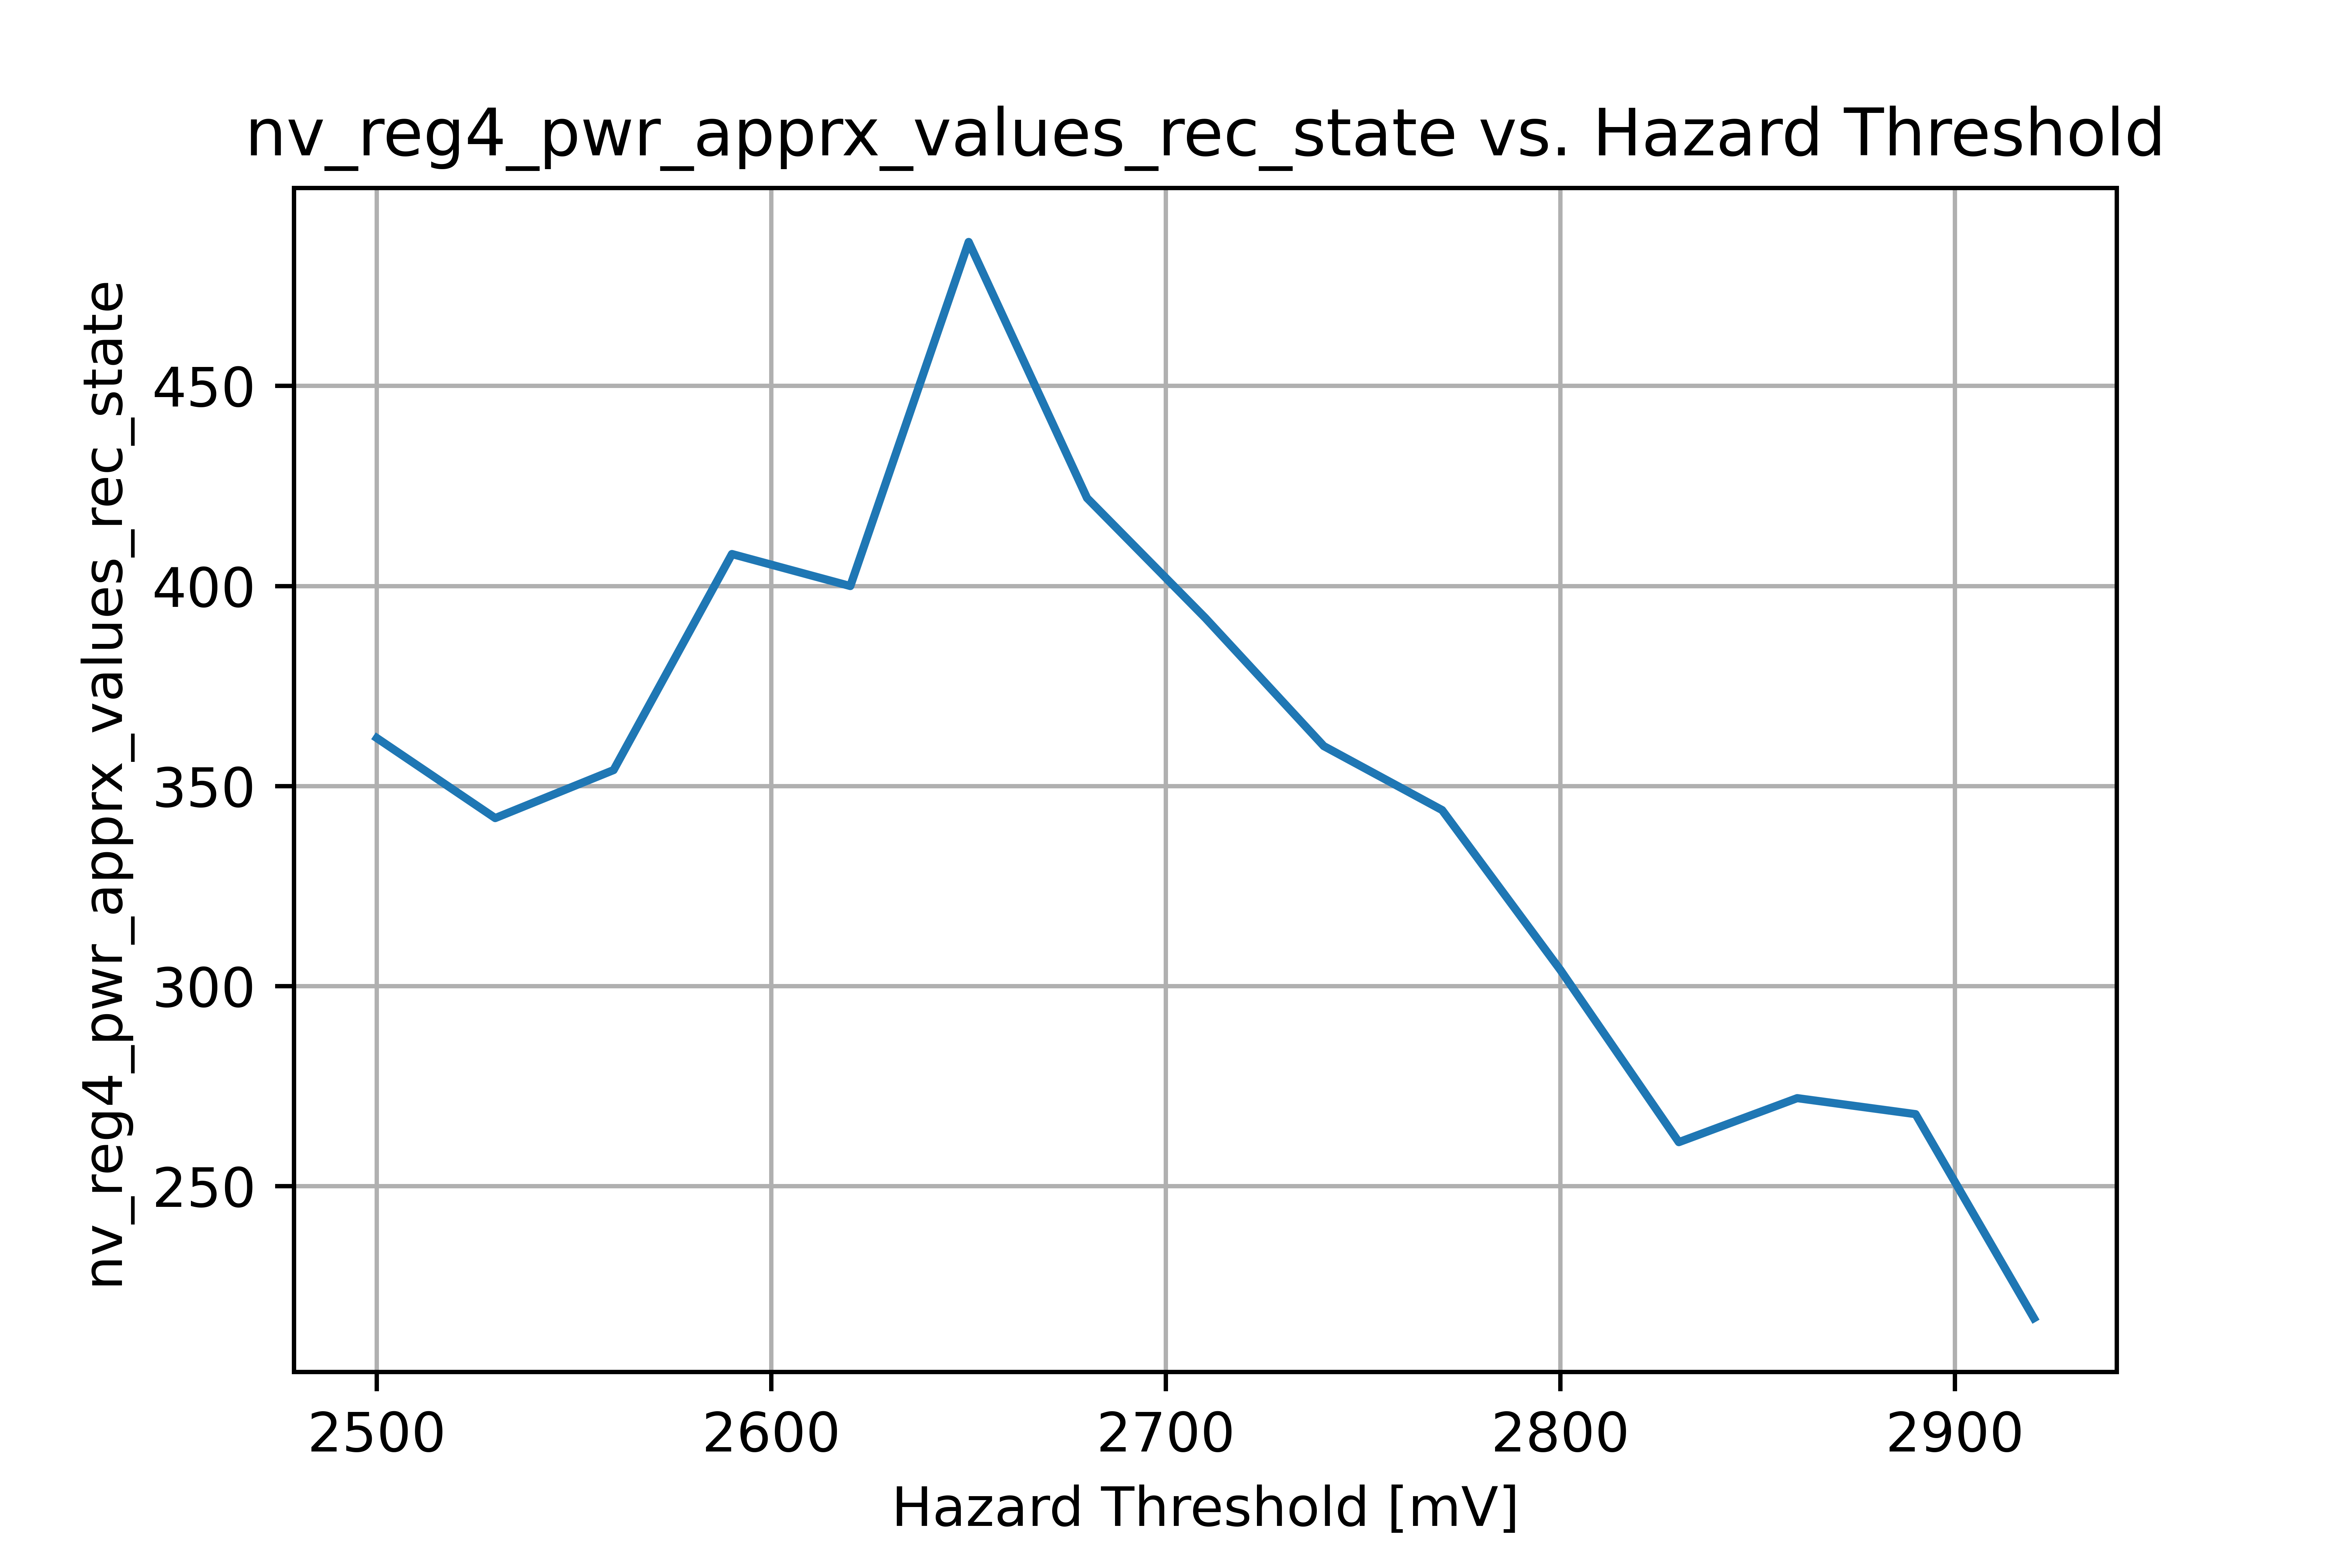 nv_reg4_pwr_apprx_values_rec_state vs. Hazard Threshold
nv_reg4_pwr_apprx_values_rec_state
450
400
350
300
250
2500 2600 2700 2800 2900
Hazard Threshold [mV]